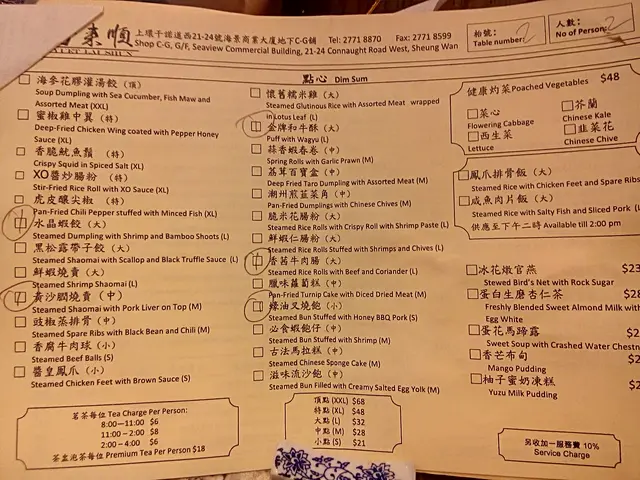 來順
上環干諾道西21-24號海景商業大廈地下C-G鋪 Tel: 2771 8870 Fax: 2771 8599
Shop C-G, G/F, Seaview Commercial Building, 21-24 Connaught Road West, Sheung Wan
枱號:
Table number 2
人數:
No of Person: 2
點心 Dim Sum
海參花膠灌湯餃（頂）
Soup Dumpling with Sea Cucumber, Fish Maw and
Assorted Meat (XXL)
蜜椒雞中翼（特）
Deep-Fried Chicken Wing coated with Pepper Honey
Sauce (XL)
香脆魷魚鬚（特）
Crispy Squid in Spiced Salt (XL)
XO醬炒腸粉（特）
Stir-Fried Rice Roll with XO Sauce (XL)
虎皮釀尖椒（特）
Pan-Fried Chili Pepper stuffed with Minced Fish (XL)
水晶蝦餃（大）
Steamed Dumpling with Shrimp and Bamboo Shoots (L)
黑松露帶子餃（大）
Steamed Shaomai with Scallop and Black Truffle Sauce (L)
鮮蝦燒賣（大）
Steamed Shrimp Shaomai (L)
黃沙膶燒賣（中）
Steamed Shaomai with Pork Liver on Top (M)
豉椒蒸排骨（中）
Steamed Spare Ribs with Black Bean and Chili (M)
香腐牛肉球（小）
Steamed Beef Balls (S)
醬皇鳳爪（小）
Steamed Chicken Feet with Brown Sauce (S)
懷舊糯米雞（大）
Steamed Glutinous Rice with Assorted Meat wrapped
in Lotus Leaf (L)
金牌和牛酥（大）
Puff with Wagyu (L)
蒜香蝦春卷（中）
Spring Rolls with Garlic Prawn (M)
荔茸百寶盒（中）
Deep Fried Taro Dumpling with Assorted Meat (M)
潮州煎韮菜角（中）
Pan-Fried Dumplings with Chinese Chives (M)
脆米花腸粉（大）
Steamed Rice Rolls with Crispy Roll with Shrimp Paste (L)
鮮蝦仁腸粉（大）
Steamed Rice Rolls Stuffed with Shrimps and Chives (L)
香茜牛肉腸（大）
Steamed Rice Rolls with Beef and Coriander (L)
臘味蘿蔔糕（中）
Pan-Fried Turnip Cake with Diced Dried Meat (M)
蠔油叉燒飽（小）
Steamed Bun Stuffed with Honey BBQ Pork (S)
必食蝦飽仔（中）
Steamed Bun Stuffed with Shrimp (M)
古法馬拉糕（中）
Steamed Chinese Sponge Cake (M)
滋味流沙飽（中）
Steamed Bun Filled with Creamy Salted Egg Yolk (M)
健康灼菜 Poached Vegetables $48
菜心 芥蘭
Flowering Cabbage Chinese Kale
西生菜 韮菜花
Lettuce Chinese Chive
鳳爪排骨飯（大）
Steamed Rice with Chicken Feet and Spare Ribs
咸魚肉片飯（大）
Steamed Rice with Salty Fish and Sliced Pork
供應至下午二時 Available till 2:00 pm
冰花燉官燕
Stewed Bird's Net with Rock Sugar
蛋白生磨杏仁茶
Freshly Blended Sweet Almond Milk with
Egg White
蛋花馬蹄露
Sweet Soup with Crashed Water
香芒布甸
Mango Pudding
柚子蜜奶凍糕
Yuzu Milk Pudding
茗茶每位 Tea Charge Per Person:
8:00—11:00 $6
11:00—2:00 $8
2:00—4:00 $6
茶盅泡茶每位 Premium Tea Per Person $18
頂點 (XXL) $68
特點 (XL) $48
大點 (L) $32
中點 (M) $28
小點 (S) $21
另收加一服務費 10%
Service Charge